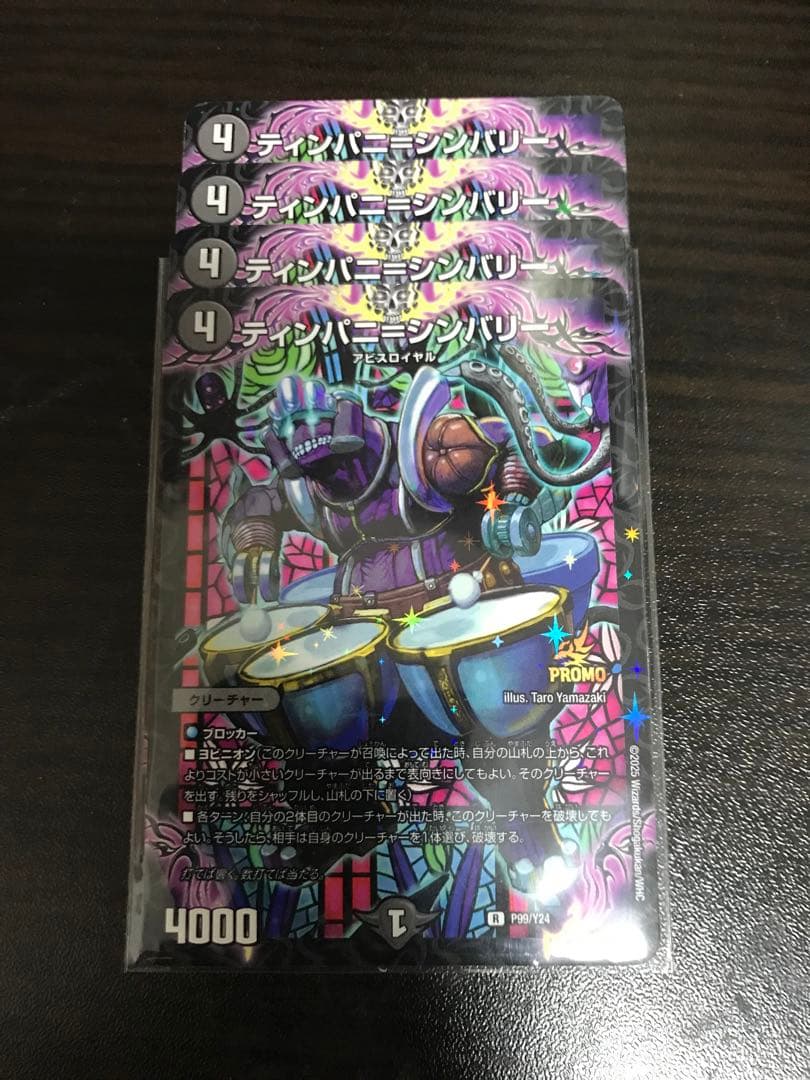 4 ティンパニ=シンバリー
4 ティンパニ=シンバリー
4 ティンパニ=シンバリー
4 ティンパニ=シンバリー
アビスロイヤル
PROMO
クリーチャー
illus. Taro Yamazaki
ブロッカー
■ヨビニオン(このクリーチャーが召喚によって出た時、自分の山札の上から、これ
よりコストが小さいクリーチャーが出るまで表向きにしてもよい。そのクリーチャー
を出す。残りをシャッフルし、山札の下に置く)
■各ターン:自分の2体目のクリーチャーが出た時、このクリーチャーを破壊しても
よい。そうしたら、相手は自身のクリーチャーを1体選び、破壊する。
打てば響く、数打てば当たる。
©2025 Wizards/Shogakukan/WHC
4000
1
R P99/Y24